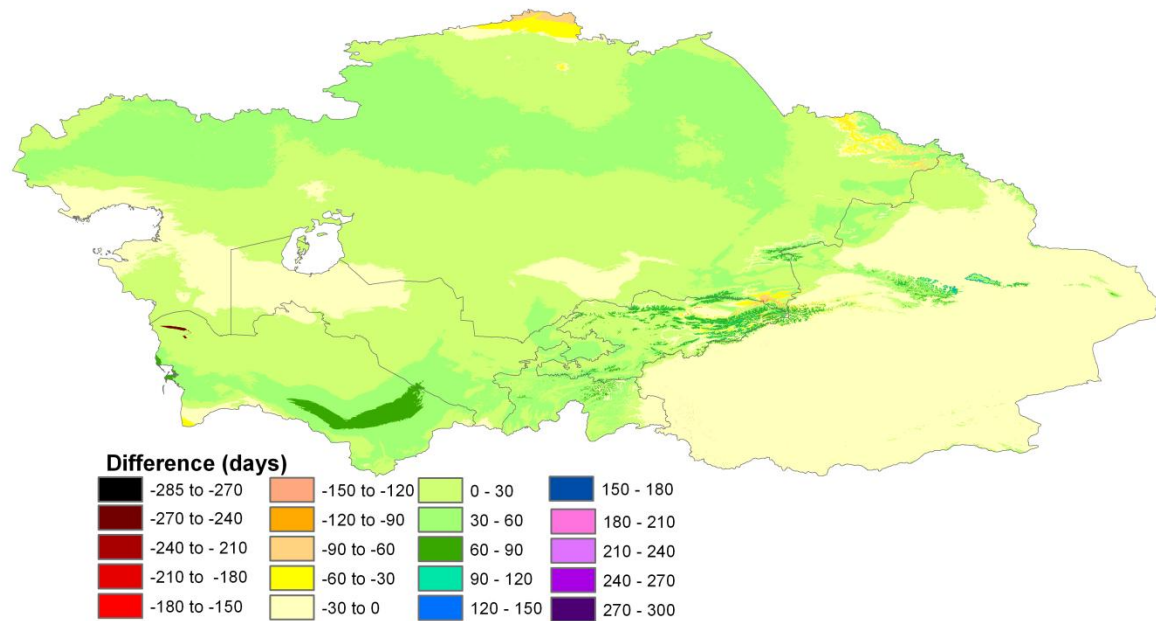 Difference (days)
-285 to -270
-270 to -240
-240 to - 210
-210 to -180
-180 to -150
-150 to -120
-120 to -90
-90 to -60
-60 to -30
-30 to 0
0 - 30
30 - 60
60 - 90
90 - 120
120 - 150
150 - 180
180 - 210
210 - 240
240 - 270
270 - 300